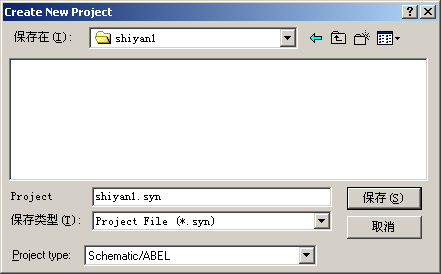 Create New Project
保存在(I):
shiyan1
Project
shiyan1.syn
保存(S)
保存类型(T):
Project File (*.syn)
取消
Project type:
Schematic/ABEL